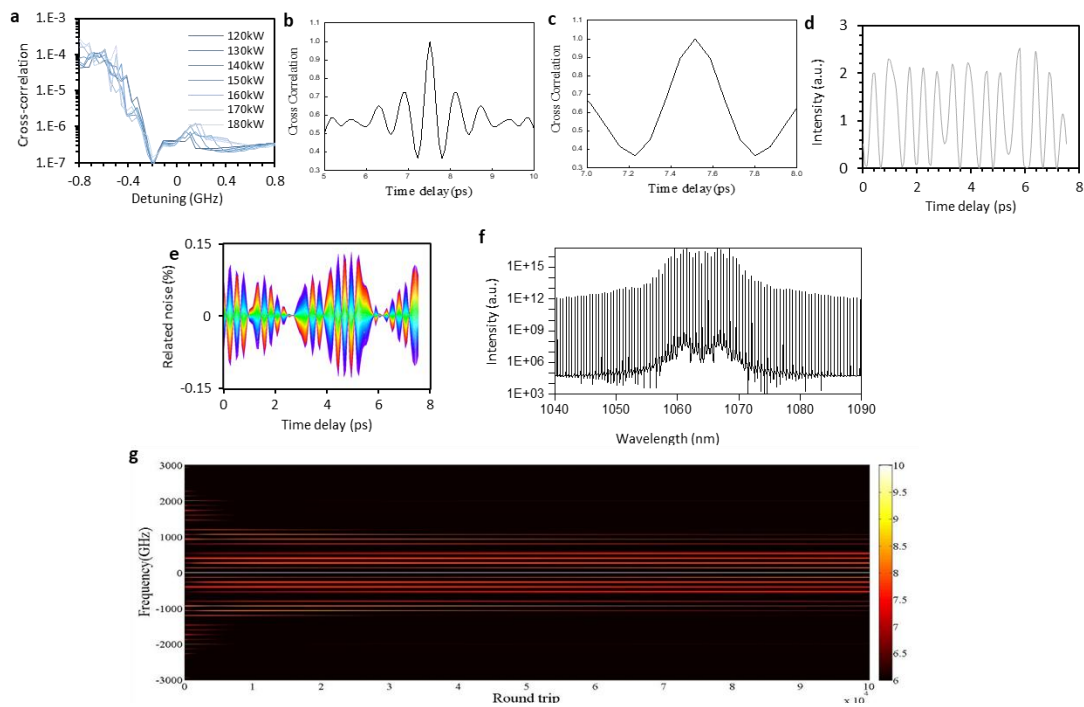 a
1.E-3
1.E-4
1.E-5
1.E-6
1.E-7
Cross-correlation
120kW
130kW
140kW
150kW
160kW
170kW
180kW
-0.8 -0.4 0 0.4 0.8
Detuning (GHz)
b
1.1
1.0
0.9
0.8
0.7
0.6
0.5
0.4
0.3
Cross Correlation
5 6 7 8 9 10
Time delay(ps)
c
1.1
1.0
0.9
0.8
0.7
0.6
0.5
0.4
0.3
Cross Correlation
7.0 7.2 7.4 7.6 7.8 8.0
Time delay(ps)
d
3
2
1
0
Intensity (a.u.)
0 2 4 6 8
Time delay (ps)
e
0.15
0
-0.15
Related noise (%)
0 2 4 6 8
Time delay (ps)
f
1E+15
1E+12
1E+09
1E+06
1E+03
Intensity (a.u.)
1040 1050 1060 1070 1080 1090
Wavelength (nm)
g
3000
2000
1000
0
-1000
-2000
-3000
Frequency(GHz)
0 1 2 3 4 5 6 7 8 9 10
Round trip
x 10^4
10
9.5
9
8.5
8
7.5
7
6.5
6